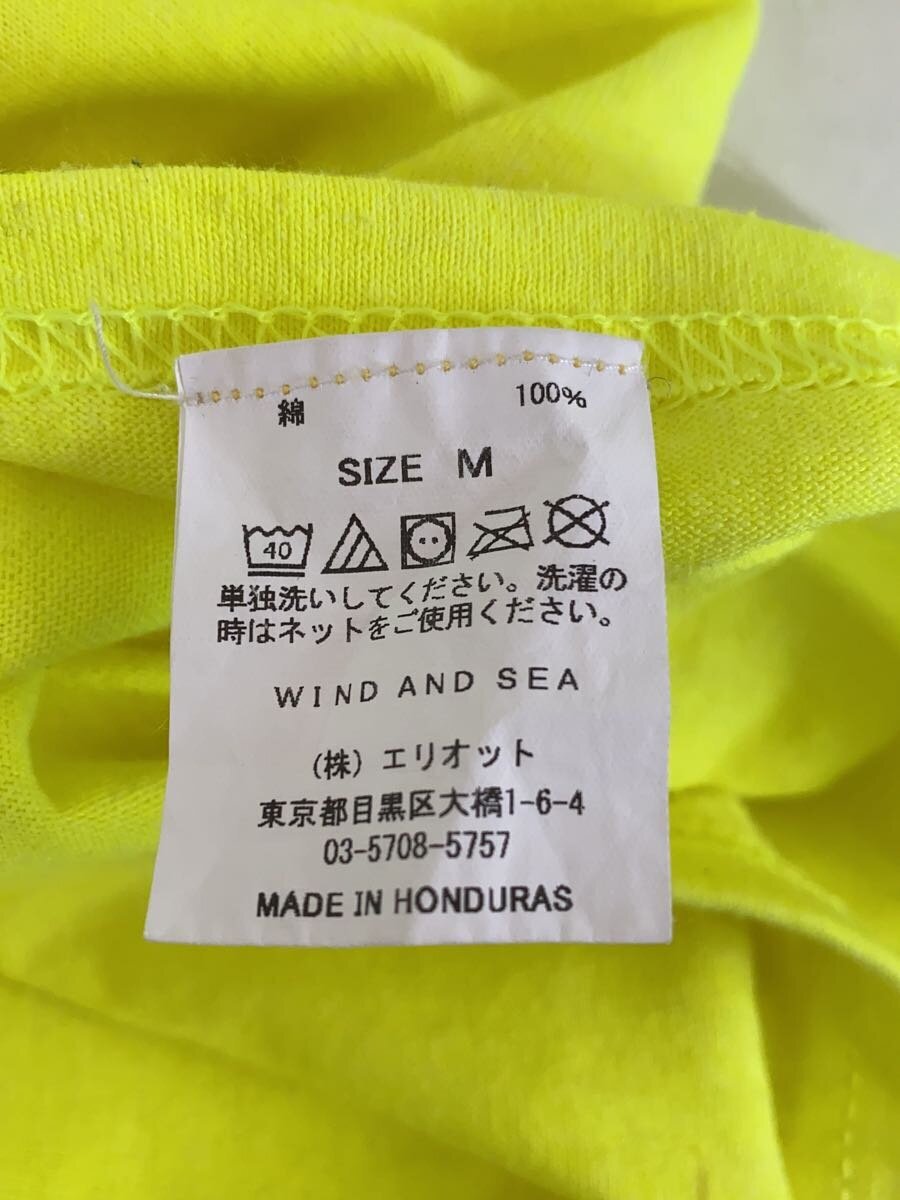 綿 100%
SIZE M
40
単独洗いしてください。洗濯の
時はネットをご使用ください。
WIND AND SEA
(株) エリオット
東京都目黒区大橋1-6-4
03-5708-5757
MADE IN HONDURAS